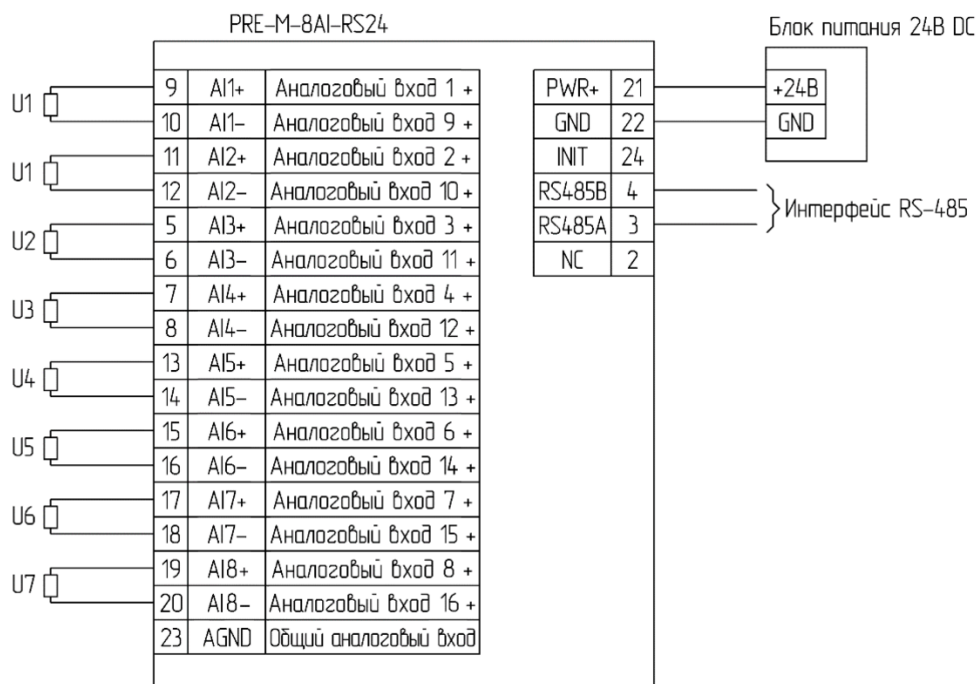 PRE-M-8AI-RS24
Блок питания 24В DC
U1
9 AI1+ Аналоговый вход 1 +
10 AI1- Аналоговый вход 9 +
U1
11 AI2+ Аналоговый вход 2 +
12 AI2- Аналоговый вход 10 +
U2
5 AI3+ Аналоговый вход 3 +
6 AI3- Аналоговый вход 11 +
U3
7 AI4+ Аналоговый вход 4 +
8 AI4- Аналоговый вход 12 +
U4
13 AI5+ Аналоговый вход 5 +
14 AI5- Аналоговый вход 13 +
U5
15 AI6+ Аналоговый вход 6 +
16 AI6- Аналоговый вход 14 +
U6
17 AI7+ Аналоговый вход 7 +
18 AI7- Аналоговый вход 15 +
U7
19 AI8+ Аналоговый вход 8 +
20 AI8- Аналоговый вход 16 +
23 AGND Общий аналоговый вход
PWR+ 21
GND 22
INIT 24
RS485B 4
RS485A 3
NC 2
+24В
GND
Интерфейс RS-485